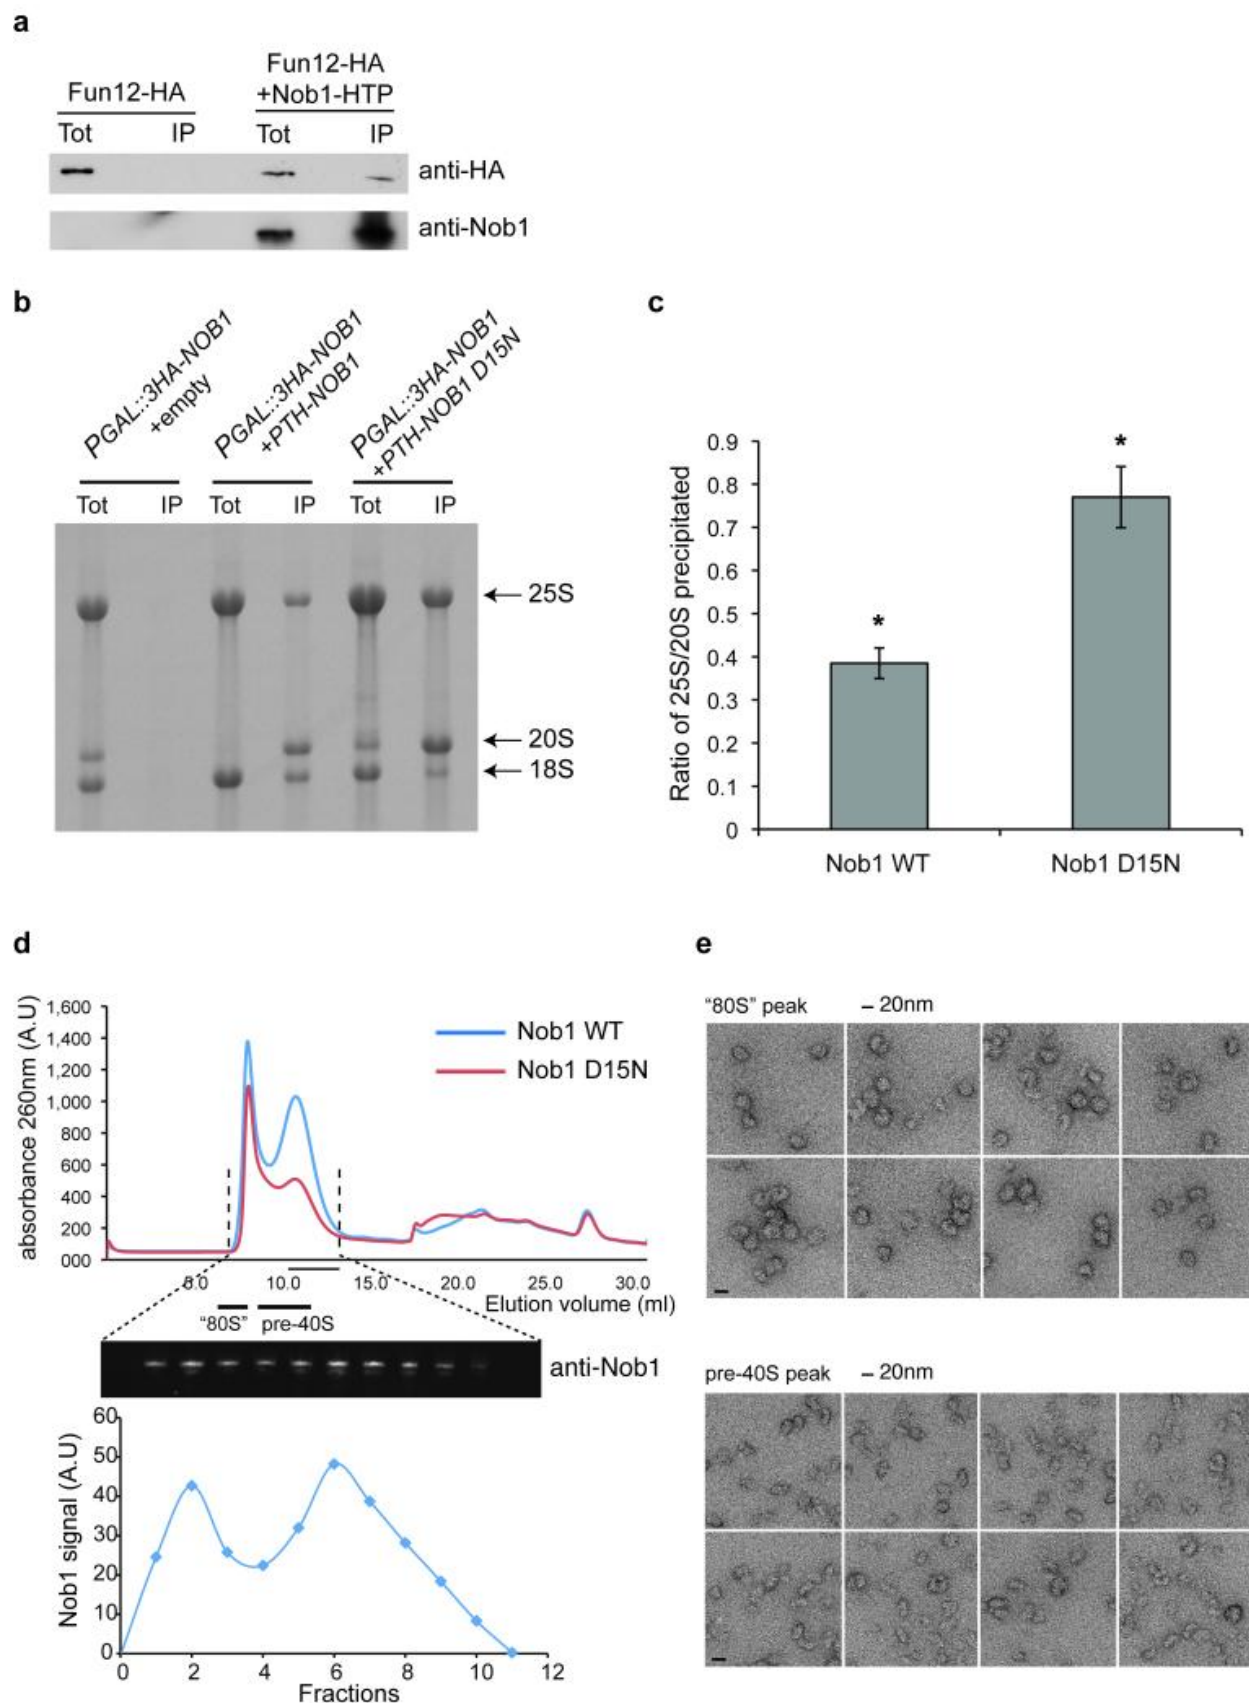 a
Fun12-HA
Fun12-HA
+Nob1-HTP
Tot IP Tot IP
anti-HA
anti-Nob1
b
PGAL::3HA-NOB1
+empty
PGAL::3HA-NOB1
+PTH-NOB1
PGAL::3HA-NOB1
+PTH-NOB1 D15N
Tot IP Tot IP Tot IP
25S
20S
18S
c
Ratio of 25S/20S precipitated
0.9
0.8
0.7
0.6
0.5
0.4
0.3
0.2
0.1
0
*
*
Nob1 WT Nob1 D15N
d
absorbance 260nm (A.U)
1,600
1,400
1,200
1,000
800
600
400
200
000
Nob1 WT
Nob1 D15N
10.0 15.0 20.0 25.0 30.0
Elution volume (ml)
"80S" pre-40S
anti-Nob1
Nob1 signal (A.U)
60
50
40
30
20
10
0
0 2 4 6 8 10 12
Fractions
e
"80S" peak – 20nm
pre-40S peak – 20nm